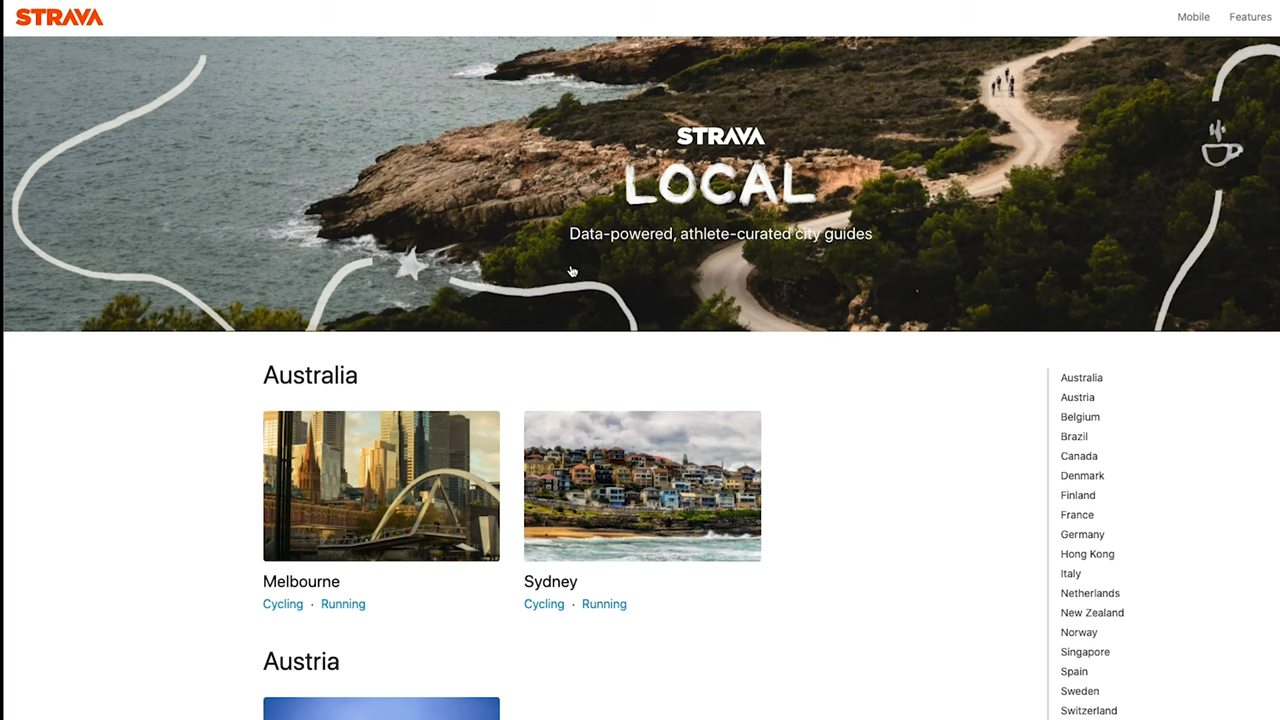 STRAVA
Mobile
Features
STRAVA
LOCAL
Data-powered, athlete-curated city guides
Australia
Melbourne
Cycling · Running
Sydney
Cycling · Running
Austria
Australia
Austria
Belgium
Brazil
Canada
Denmark
Finland
France
Germany
Hong Kong
Italy
Netherlands
New Zealand
Norway
Singapore
Spain
Sweden
Switzerland